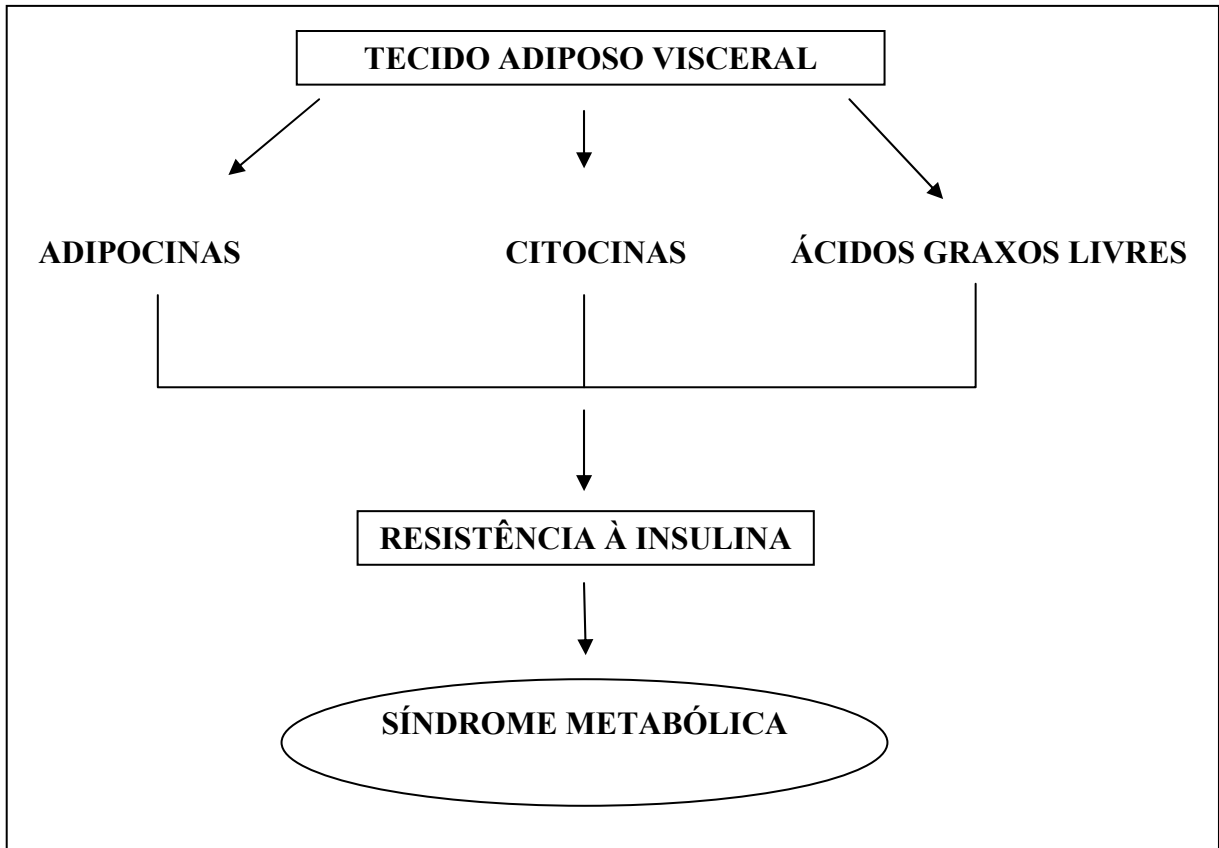 TECIDO ADIPOSO VISCERAL
ADIPOCINAS
CITOCINAS
ÁCIDOS GRAXOS LIVRES
RESISTÊNCIA À INSULINA
SÍNDROME METABÓLICA